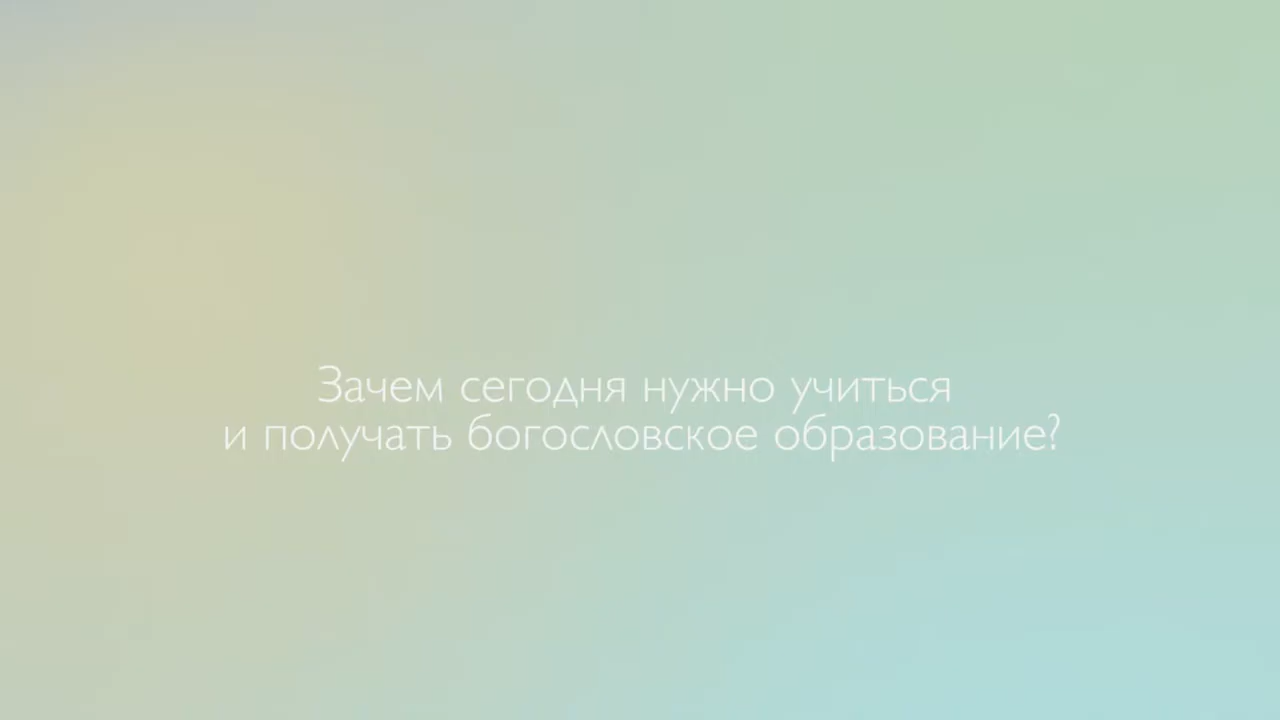 Зачем сегодня нужно учиться
и получать богословское образование?